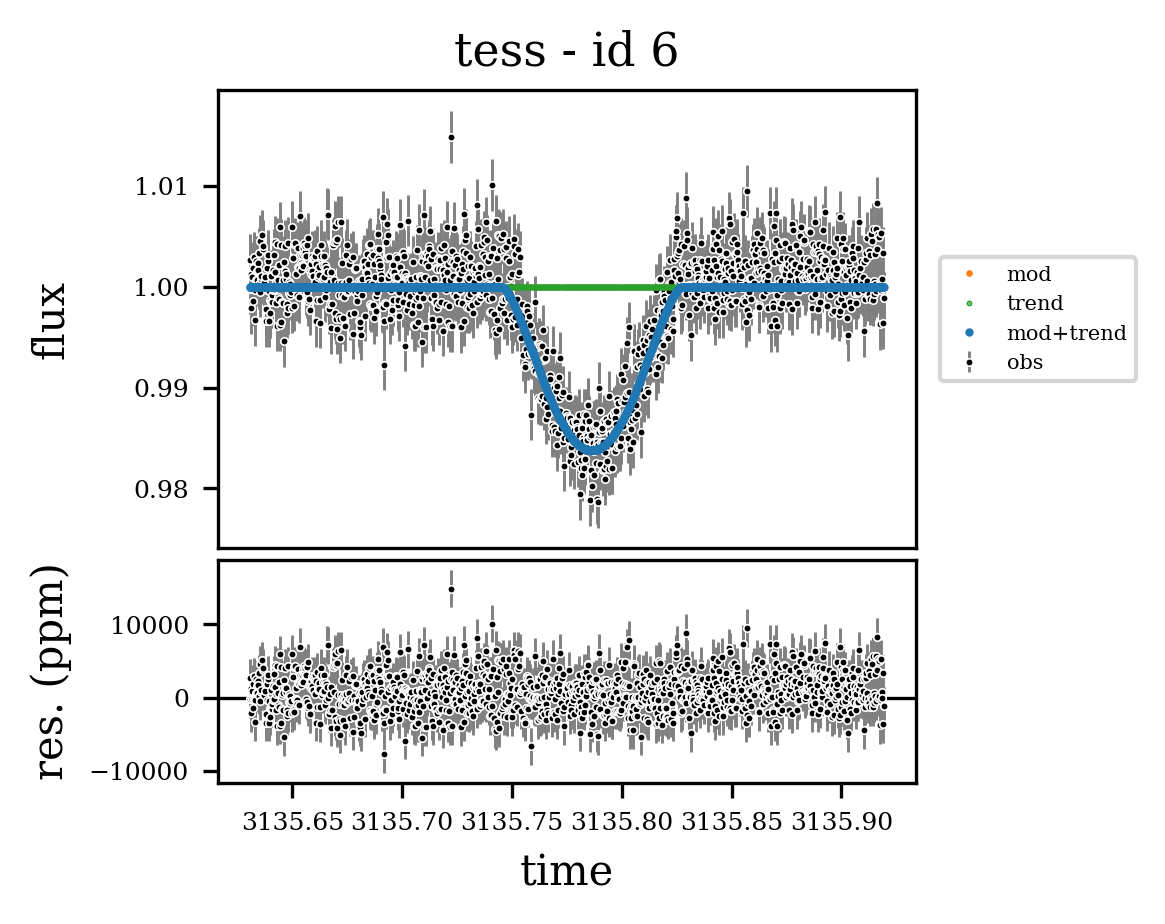 tess - id 6
flux
1.01
1.00
0.99
0.98
mod
trend
mod+trend
obs
res. (ppm)
10000
0
−10000
3135.65 3135.70 3135.75 3135.80 3135.85 3135.90
time